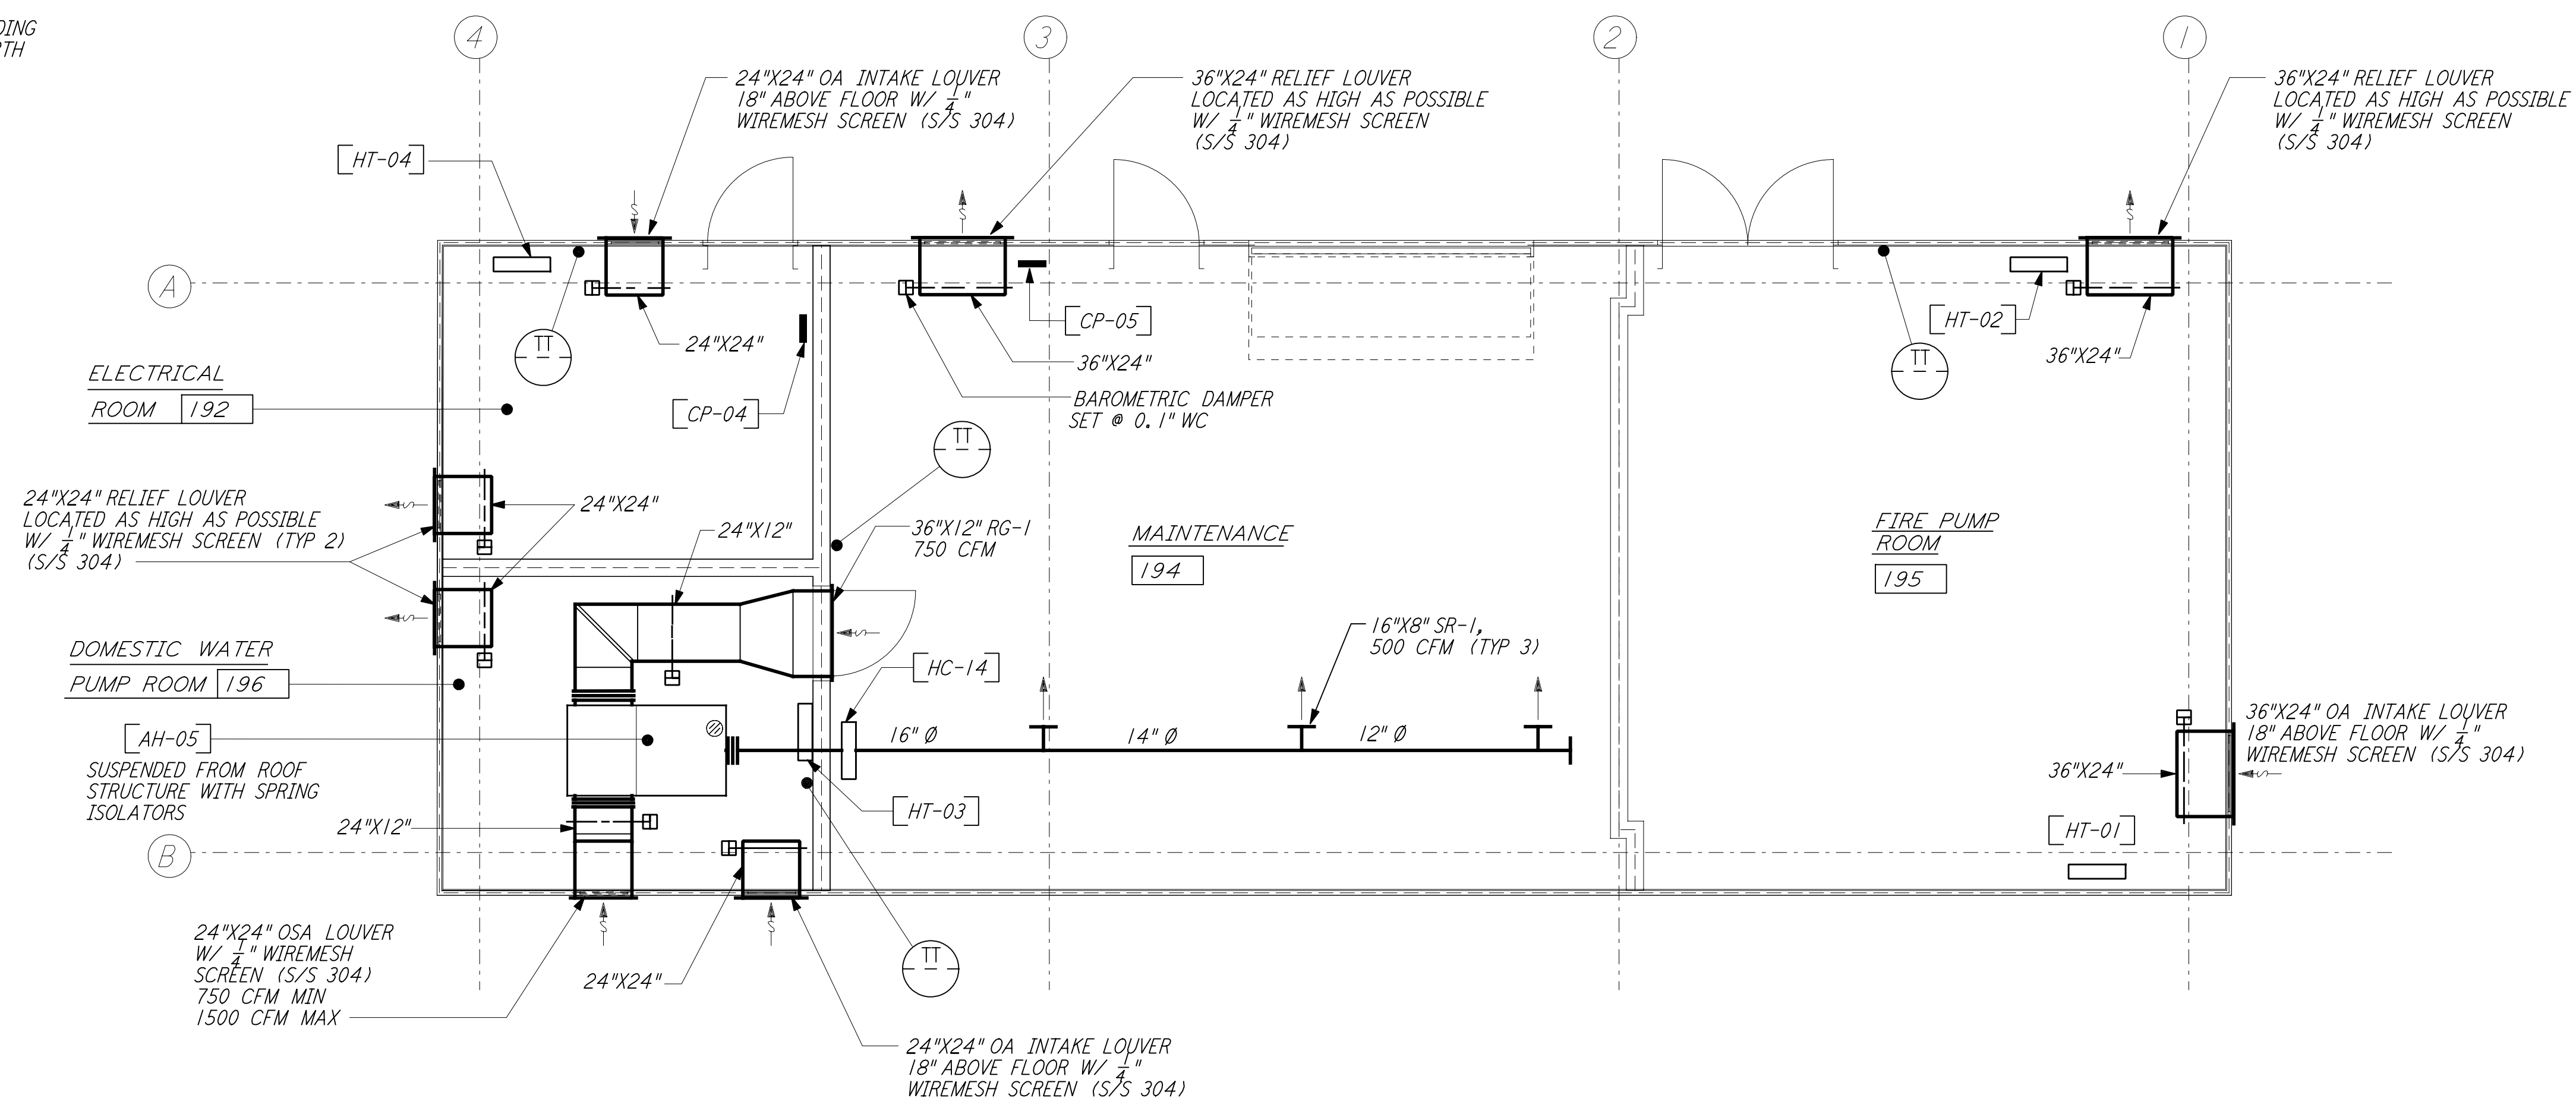 DING
RTH
4
3
2
1
24"X24" OA INTAKE LOUVER
18" ABOVE FLOOR W/ 1/4"
WIREMESH SCREEN (S/S 304)
36"X24" RELIEF LOUVER
LOCATED AS HIGH AS POSSIBLE
W/ 1/4" WIREMESH SCREEN
(S/S 304)
36"X24" RELIEF LOUVER
LOCATED AS HIGH AS POSSIBLE
W/ 1/4" WIREMESH SCREEN
(S/S 304)
[HT-04]
A
TT
24"X24"
[CP-05]
36"X24"
[HT-02]
TT
36"X24"
ELECTRICAL
ROOM 192
[CP-04]
BAROMETRIC DAMPER
SET @ 0.1" WC
TT
24"X24" RELIEF LOUVER
LOCATED AS HIGH AS POSSIBLE
W/ 1/4" WIREMESH SCREEN (TYP 2)
(S/S 304)
24"X24"
24"X12"
36"X12" RG-1
750 CFM
MAINTENANCE
194
FIRE PUMP
ROOM
195
DOMESTIC WATER
PUMP ROOM 196
[HC-14]
16"X8" SR-1,
500 CFM (TYP 3)
[AH-05]
SUSPENDED FROM ROOF
STRUCTURE WITH SPRING
ISOLATORS
16" Ø
14" Ø
12" Ø
36"X24" OA INTAKE LOUVER
18" ABOVE FLOOR W/ 1/4"
WIREMESH SCREEN (S/S 304)
36"X24"
[HT-03]
24"X12"
[HT-01]
B
24"X24" OSA LOUVER
W/ 1/4" WIREMESH
SCREEN (S/S 304)
750 CFM MIN
1500 CFM MAX
24"X24"
TT
24"X24" OA INTAKE LOUVER
18" ABOVE FLOOR W/ 1/4"
WIREMESH SCREEN (S/S 304)